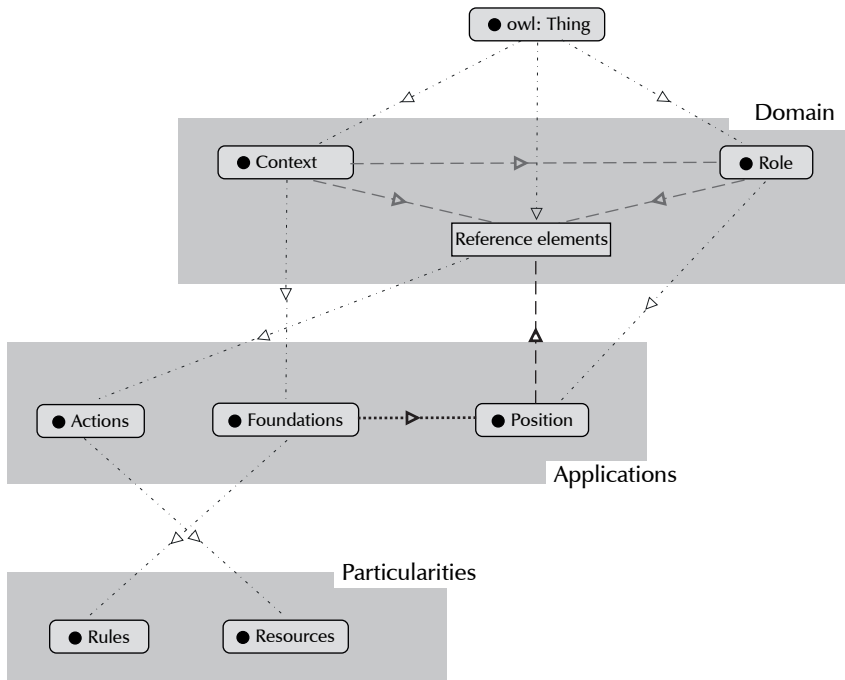 owl: Thing
Domain
Context
Role
Reference elements
Actions
Foundations
Position
Applications
Particularities
Rules
Resources